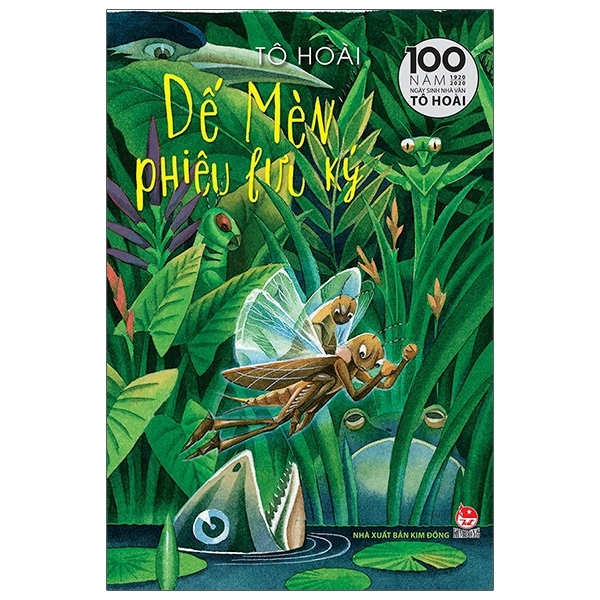 TÔ HOÀI
100
NĂM 1920 2020
NGÀY SINH NHÀ VĂN
TÔ HOÀI
DẾ MÈN
phiêu lưu ký
NHÀ XUẤT BẢN KIM ĐỒNG